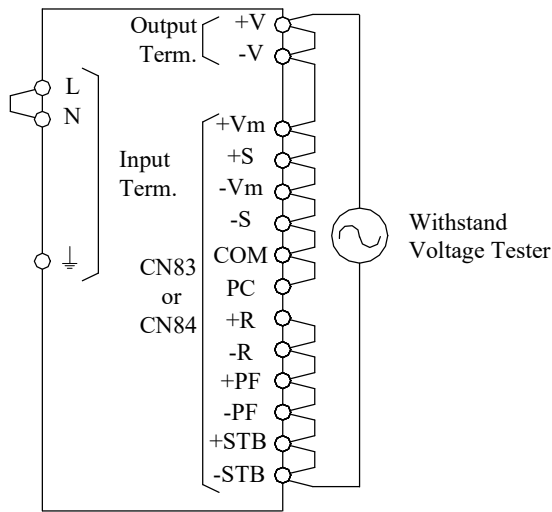 Output
Term.
+V
-V
L
N
Input
Term.
+Vm
+S
-Vm
-S
COM
PC
+R
-R
+PF
-PF
+STB
-STB
CN83
or
CN84
Withstand
Voltage Tester